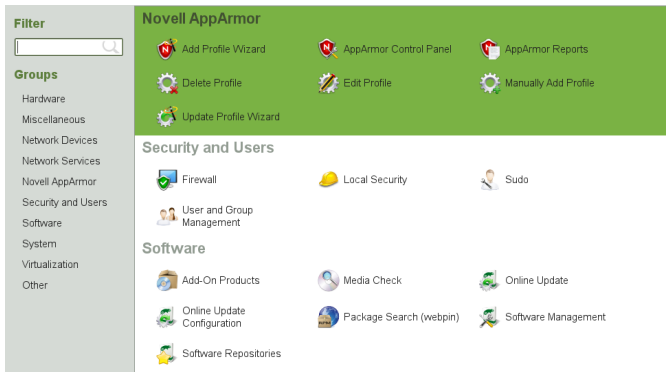 Filter
Groups
Hardware
Miscellaneous
Network Devices
Network Services
Novell AppArmor
Security and Users
Software
System
Virtualization
Other
Novell AppArmor
Add Profile Wizard
AppArmor Control Panel
AppArmor Reports
Delete Profile
Edit Profile
Manually Add Profile
Update Profile Wizard
Security and Users
Firewall
Local Security
Sudo
User and Group
Management
Software
Add-On Products
Media Check
Online Update
Online Update
Configuration
Package Search (webpin)
Software Management
Software Repositories